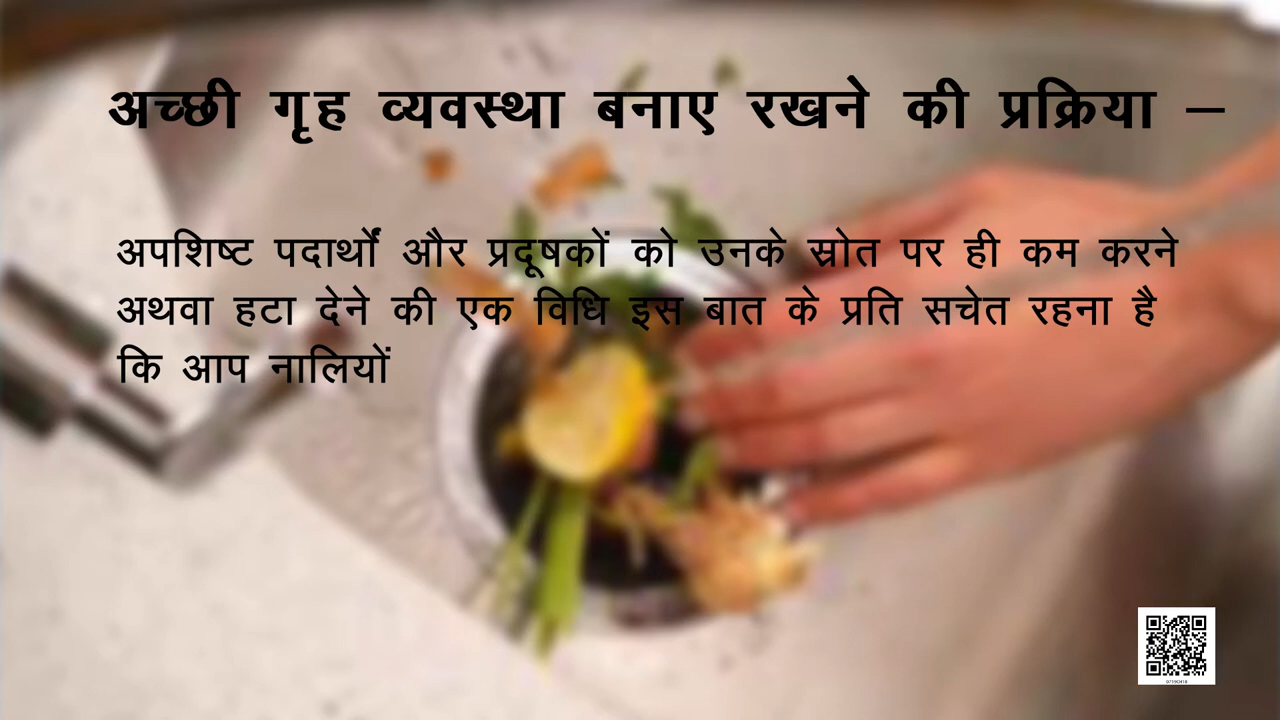 अच्छी गृह व्यवस्था बनाए रखने की प्रक्रिया —
अपशिष्ट पदार्थों और प्रदूषकों को उनके स्रोत पर ही कम करने
अथवा हटा देने की एक विधि इस बात के प्रति सचेत रहना है
कि आप नालियों